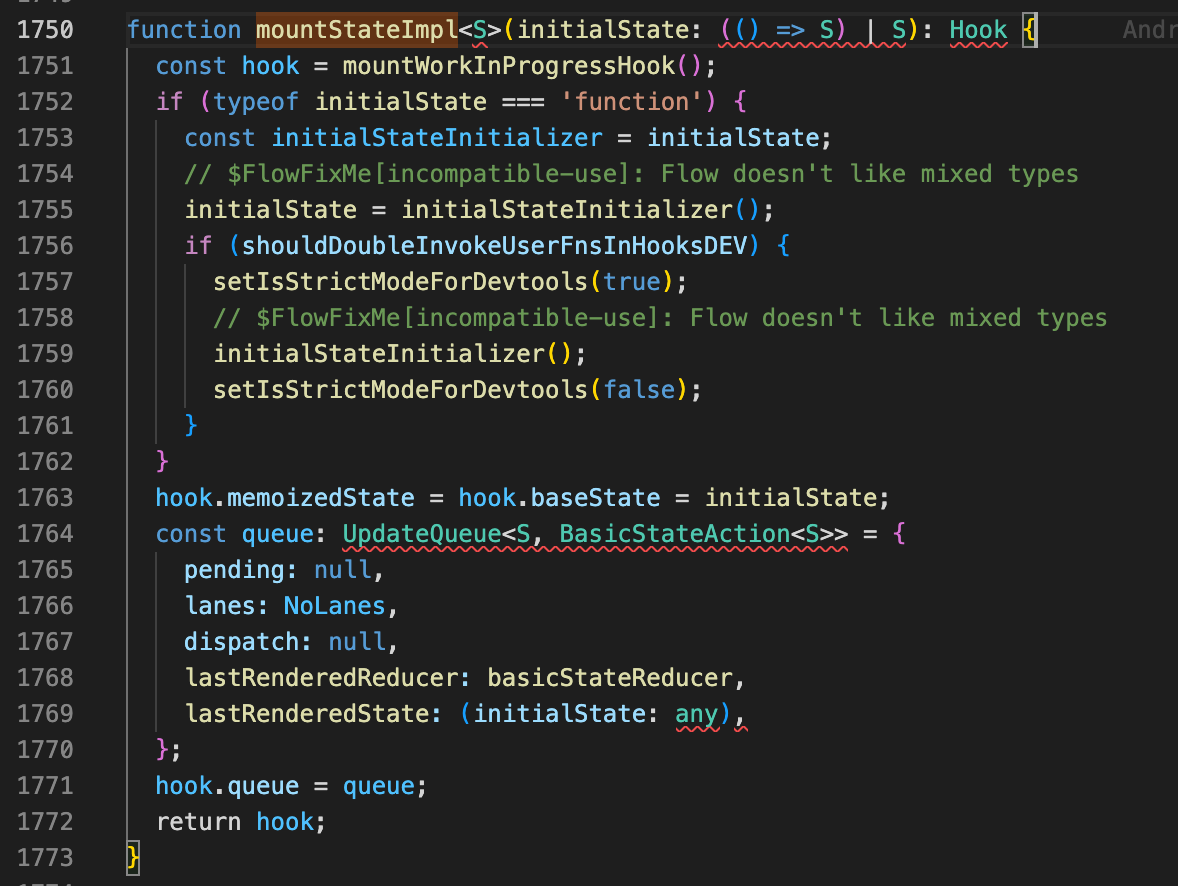 1750 function mountStateImpl<S>(initialState: (() => S) | S): Hook {
1751 const hook = mountWorkInProgressHook();
1752 if (typeof initialState === 'function') {
1753 const initialStateInitializer = initialState;
1754 // $FlowFixMe[incompatible-use]: Flow doesn't like mixed types
1755 initialState = initialStateInitializer();
1756 if (shouldDoubleInvokeUserFnsInHooksDEV) {
1757 setIsStrictModeForDevtools(true);
1758 // $FlowFixMe[incompatible-use]: Flow doesn't like mixed types
1759 initialStateInitializer();
1760 setIsStrictModeForDevtools(false);
1761 }
1762 }
1763 hook.memoizedState = hook.baseState = initialState;
1764 const queue: UpdateQueue<S, BasicStateAction<S>> = {
1765 pending: null,
1766 lanes: NoLanes,
1767 dispatch: null,
1768 lastRenderedReducer: basicStateReducer,
1769 lastRenderedState: (initialState: any),
1770 };
1771 hook.queue = queue;
1772 return hook;
1773 }